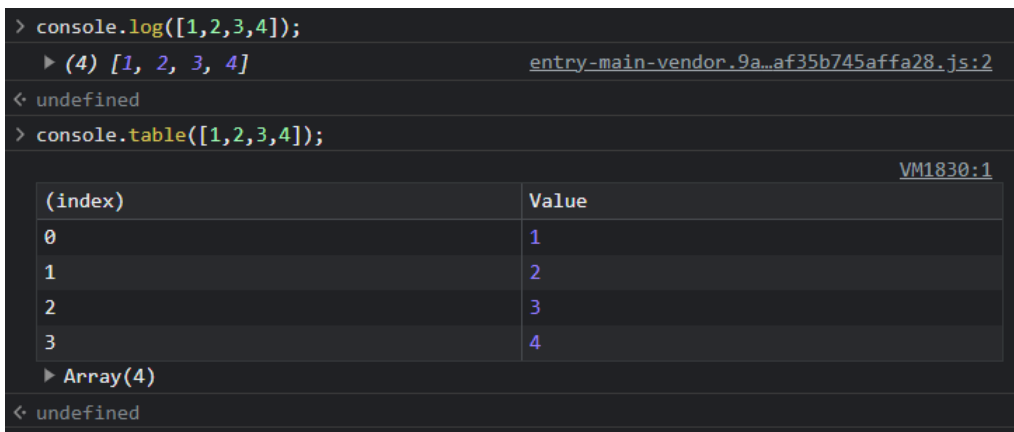 > console.log([1,2,3,4]);
▶ (4) [1, 2, 3, 4] entry-main-vendor.9a…af35b745affa28.js:2
undefined
> console.table([1,2,3,4]);
VM1830:1
(index) Value
0 1
1 2
2 3
3 4
▶ Array(4)
undefined